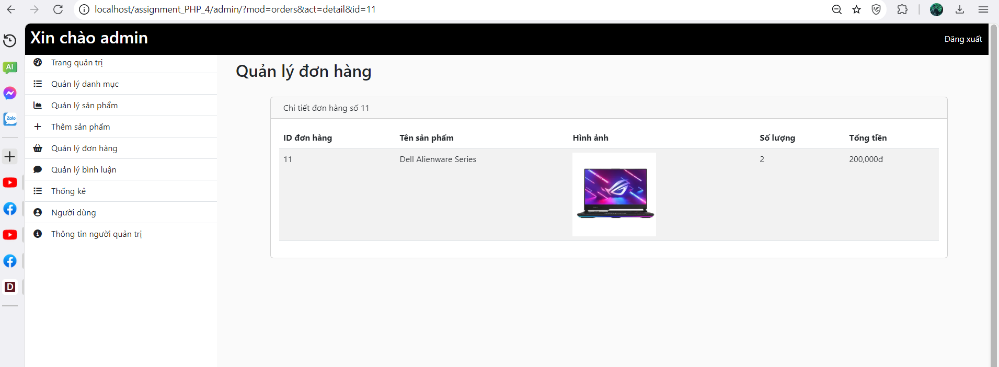 localhost/assignment_PHP_4/admin/?mod=orders&act=detail&id=11
Xin chào admin
Đăng xuất
AI
Zalo
D
Trang quản trị
Quản lý danh mục
Quản lý sản phẩm
Thêm sản phẩm
Quản lý đơn hàng
Quản lý bình luận
Thống kê
Người dùng
Thông tin người quản trị
Quản lý đơn hàng
Chi tiết đơn hàng số 11
ID đơn hàng Tên sản phẩm Hình ảnh Số lượng Tổng tiền
11 Dell Alienware Series 2 200,000đ